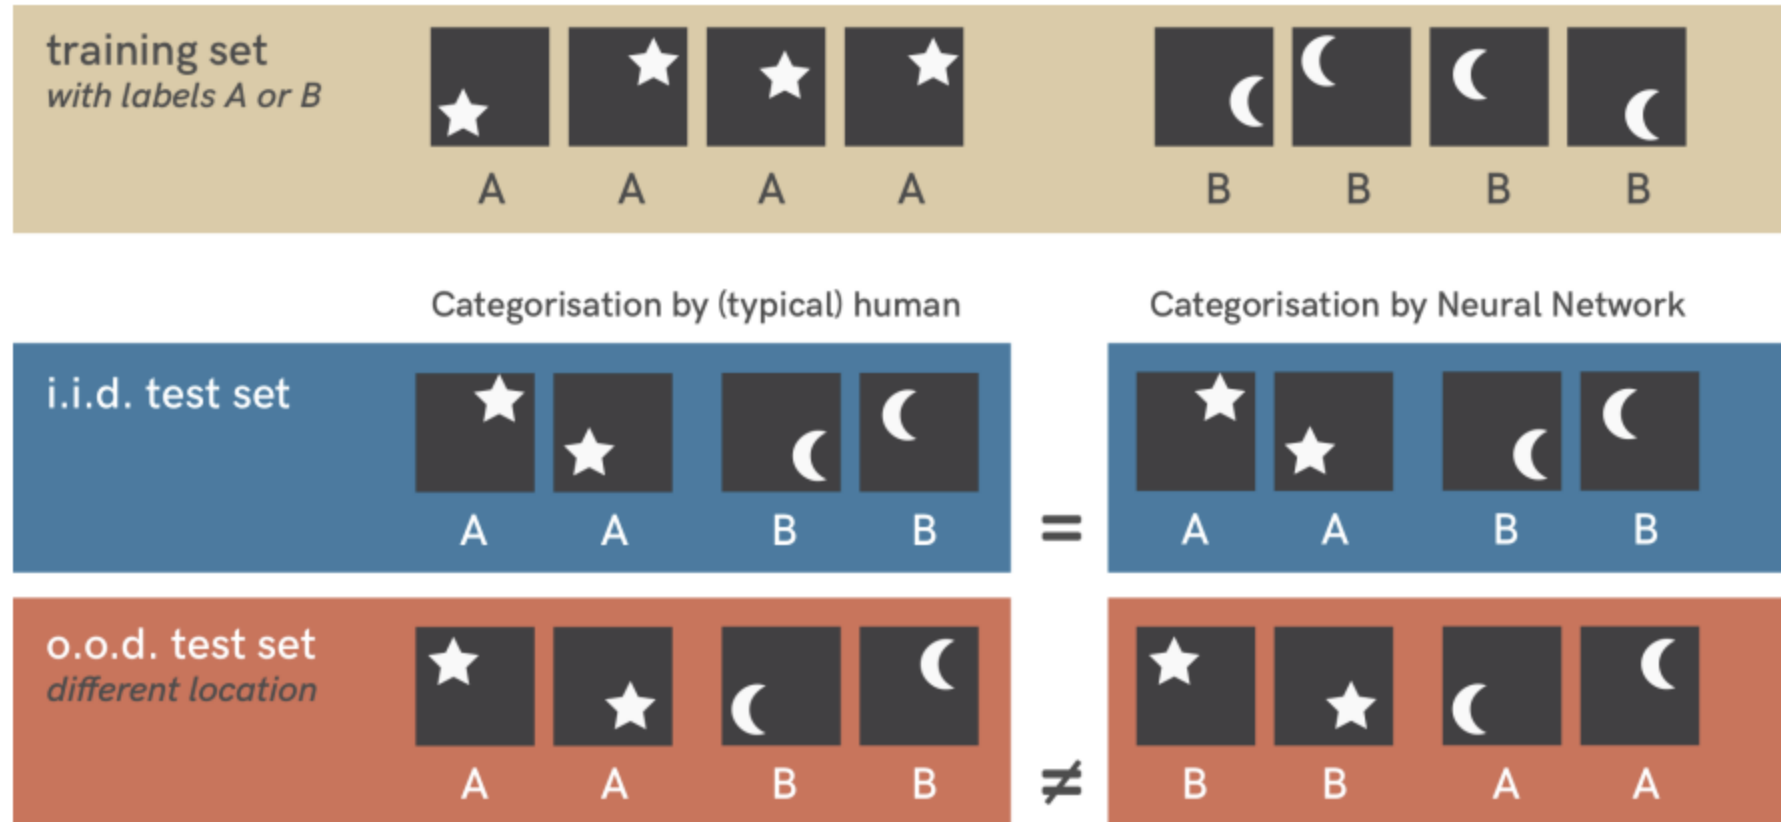 training set
with labels A or B
A A A A B B B B
Categorisation by (typical) human Categorisation by Neural Network
i.i.d. test set
A A B B = A A B B
o.o.d. test set
different location
A A B B ≠ B B A A